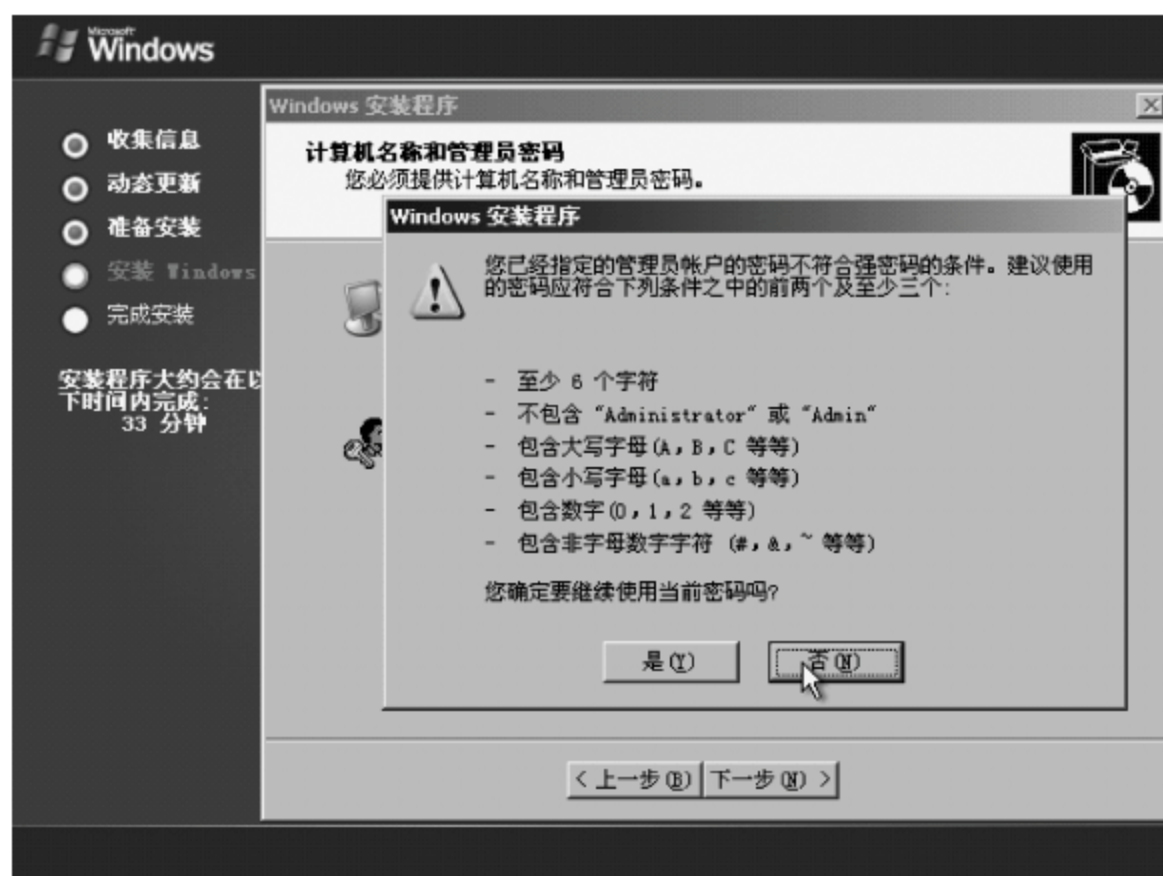 Microsoft
Windows
收集信息
动态更新
准备安装
安装 Windows
完成安装
安装程序大约会在以
下时间内完成:
33 分钟
Windows 安装程序
计算机名称和管理员密码
您必须提供计算机名称和管理员密码。
Windows 安装程序
您已经指定的管理员帐户的密码不符合强密码的条件。建议使用
的密码应符合下列条件之中的前两个及至少三个:
- 至少 6 个字符
- 不包含 "Administrator" 或 "Admin"
- 包含大写字母(A, B, C 等等)
- 包含小写字母(a, b, c 等等)
- 包含数字(0, 1, 2 等等)
- 包含非字母数字字符 (#, &, ~ 等等)
您确定要继续使用当前密码吗?
是(Y) 否(N)
< 上一步(B) 下一步(N) >